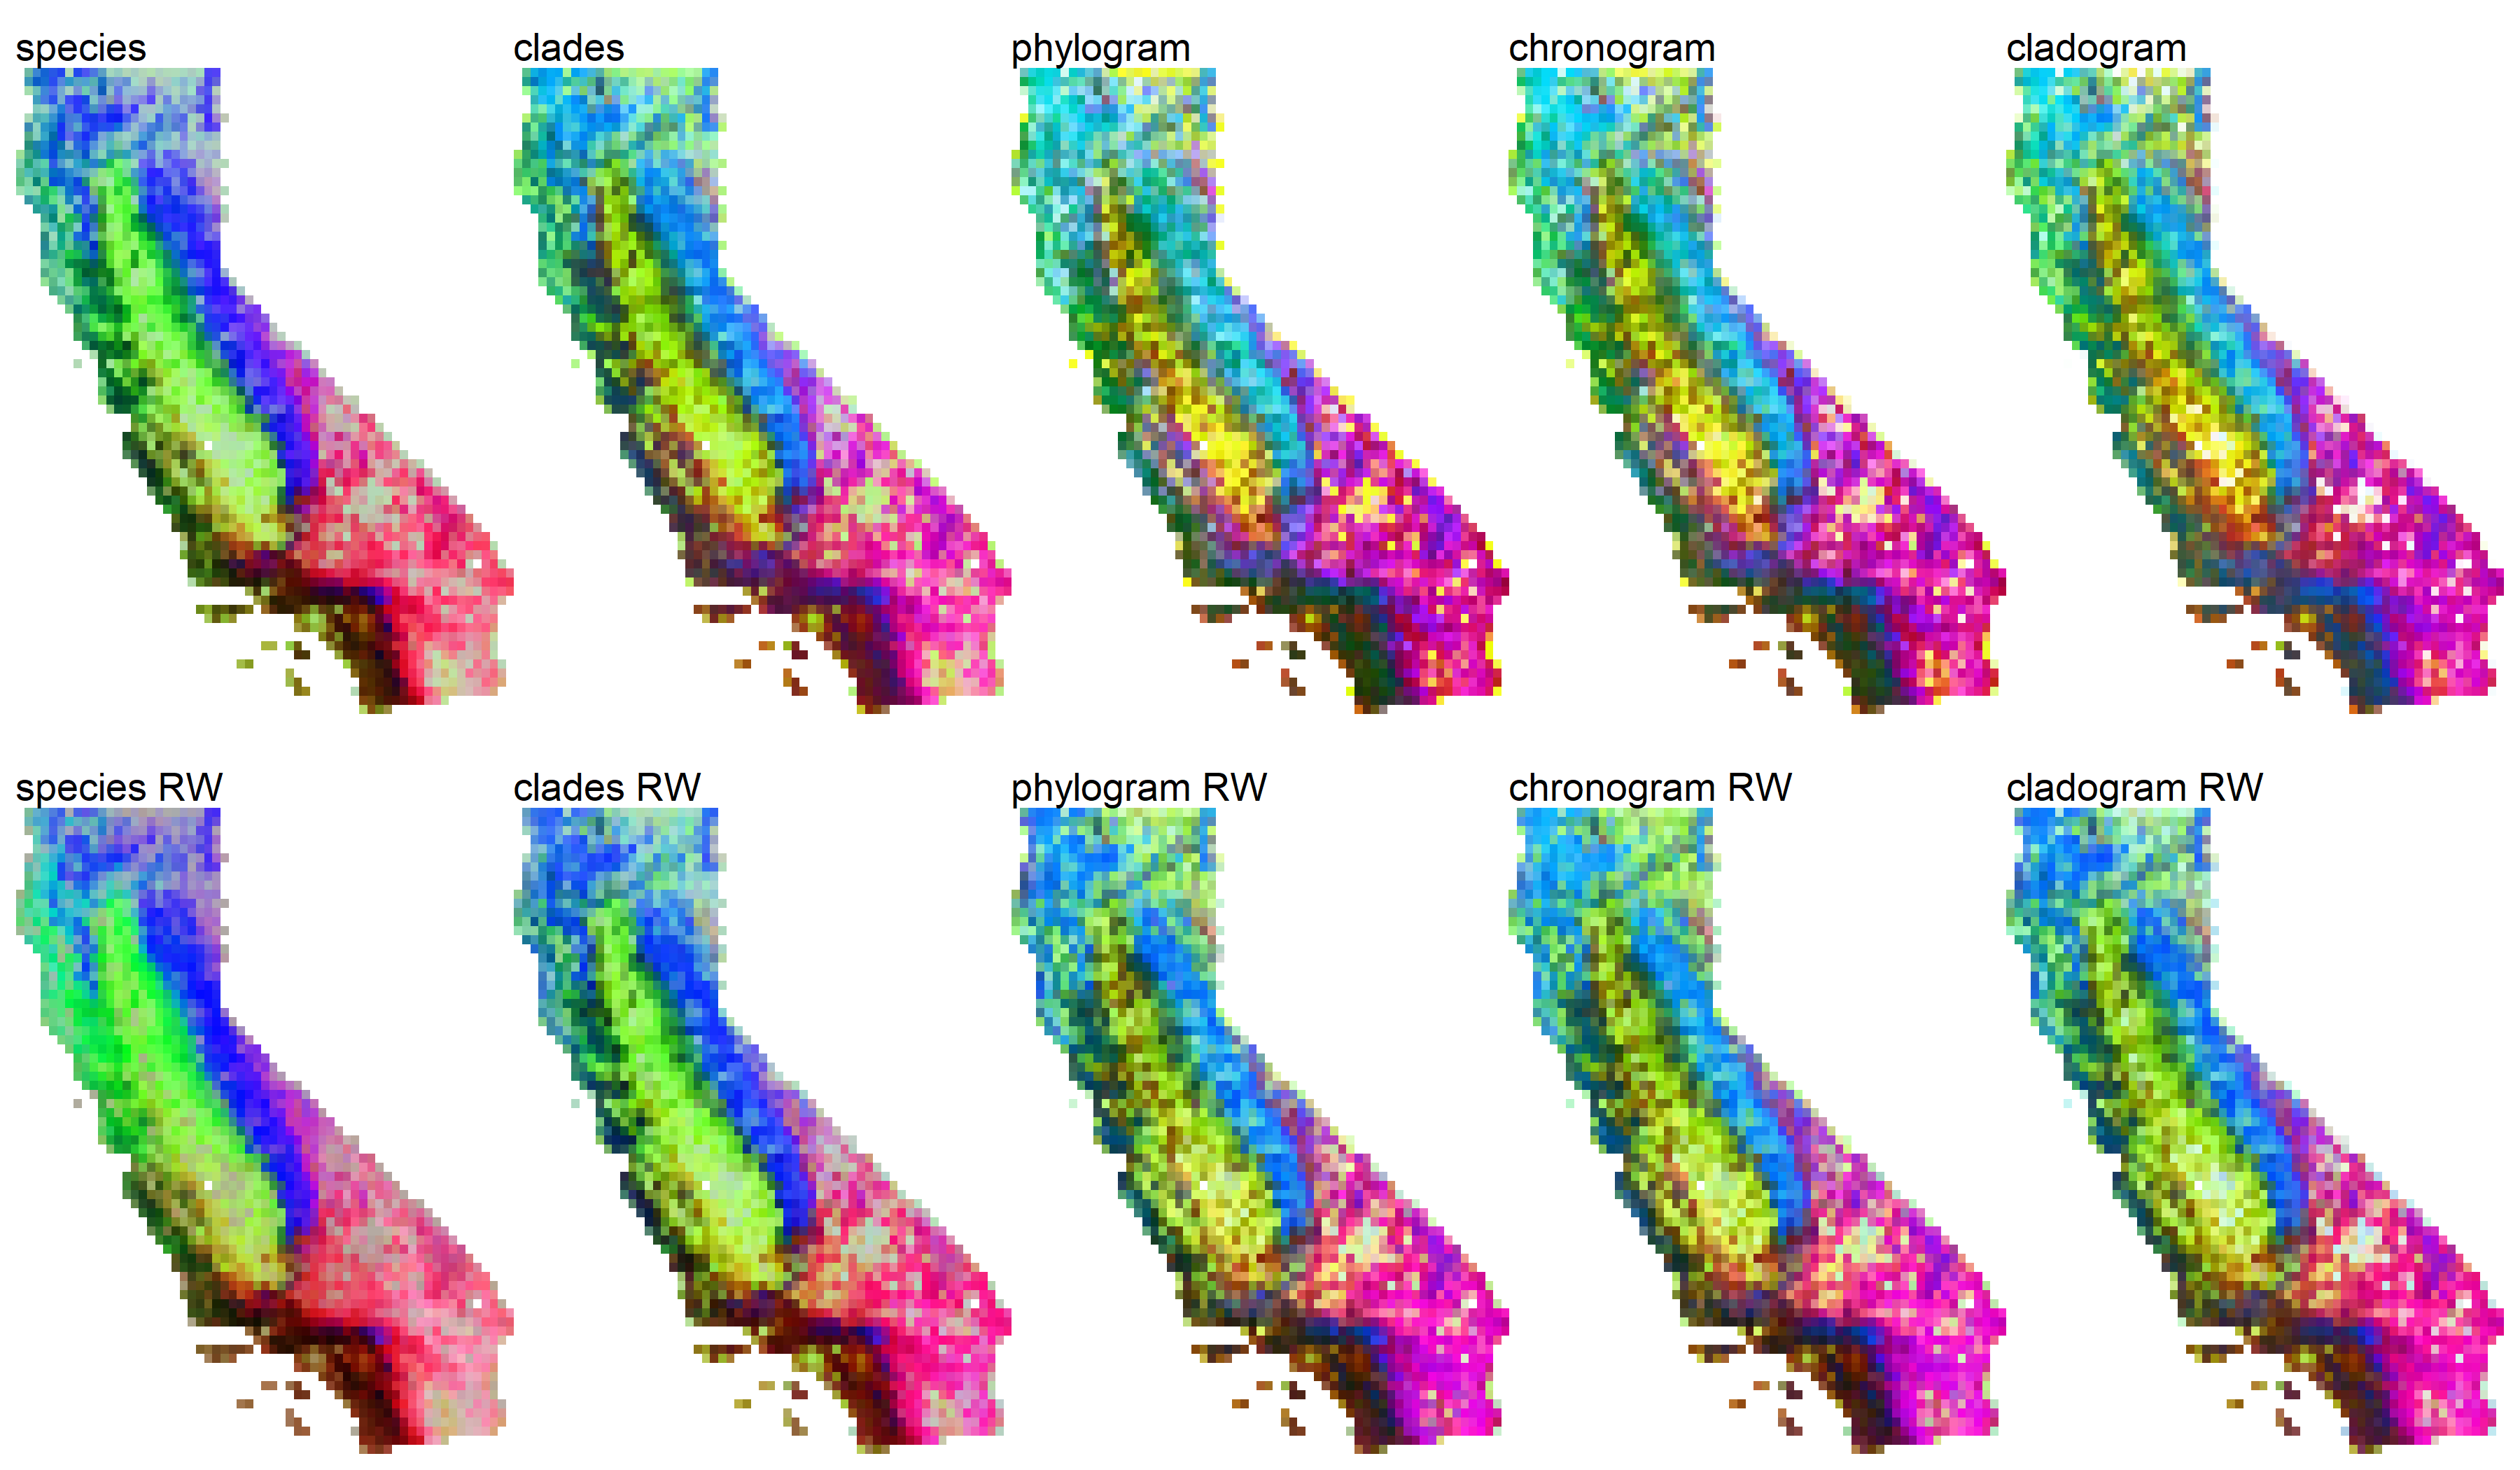 species
clades
phylogram
chronogram
cladogram
species RW
clades RW
phylogram RW
chronogram RW
cladogram RW